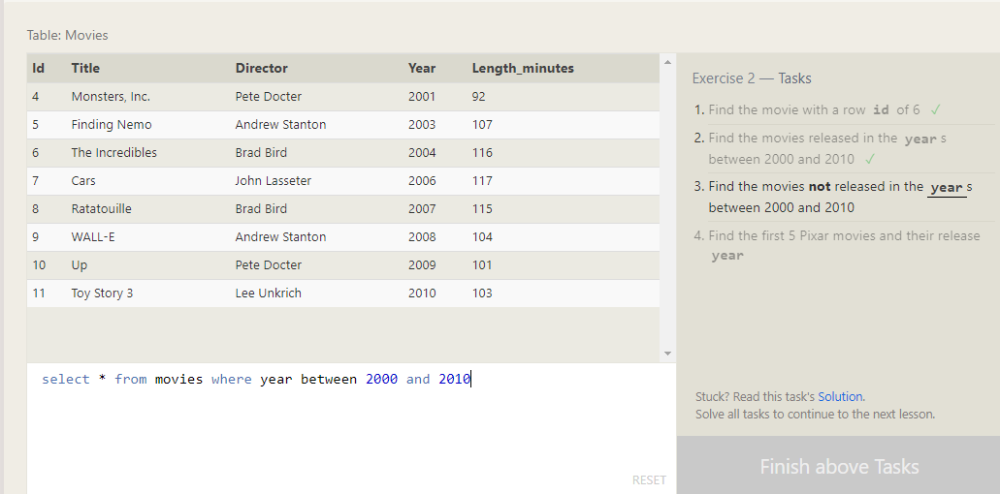 Table: Movies
Id Title Director Year Length_minutes
4 Monsters, Inc. Pete Docter 2001 92
5 Finding Nemo Andrew Stanton 2003 107
6 The Incredibles Brad Bird 2004 116
7 Cars John Lasseter 2006 117
8 Ratatouille Brad Bird 2007 115
9 WALL-E Andrew Stanton 2008 104
10 Up Pete Docter 2009 101
11 Toy Story 3 Lee Unkrich 2010 103
select * from movies where year between 2000 and 2010
RESET
Exercise 2 — Tasks
1. Find the movie with a row id of 6 ✓
2. Find the movies released in the year s
between 2000 and 2010 ✓
3. Find the movies not released in the year s
between 2000 and 2010
4. Find the first 5 Pixar movies and their release
year
Stuck? Read this task's Solution.
Solve all tasks to continue to the next lesson.
Finish above Tasks